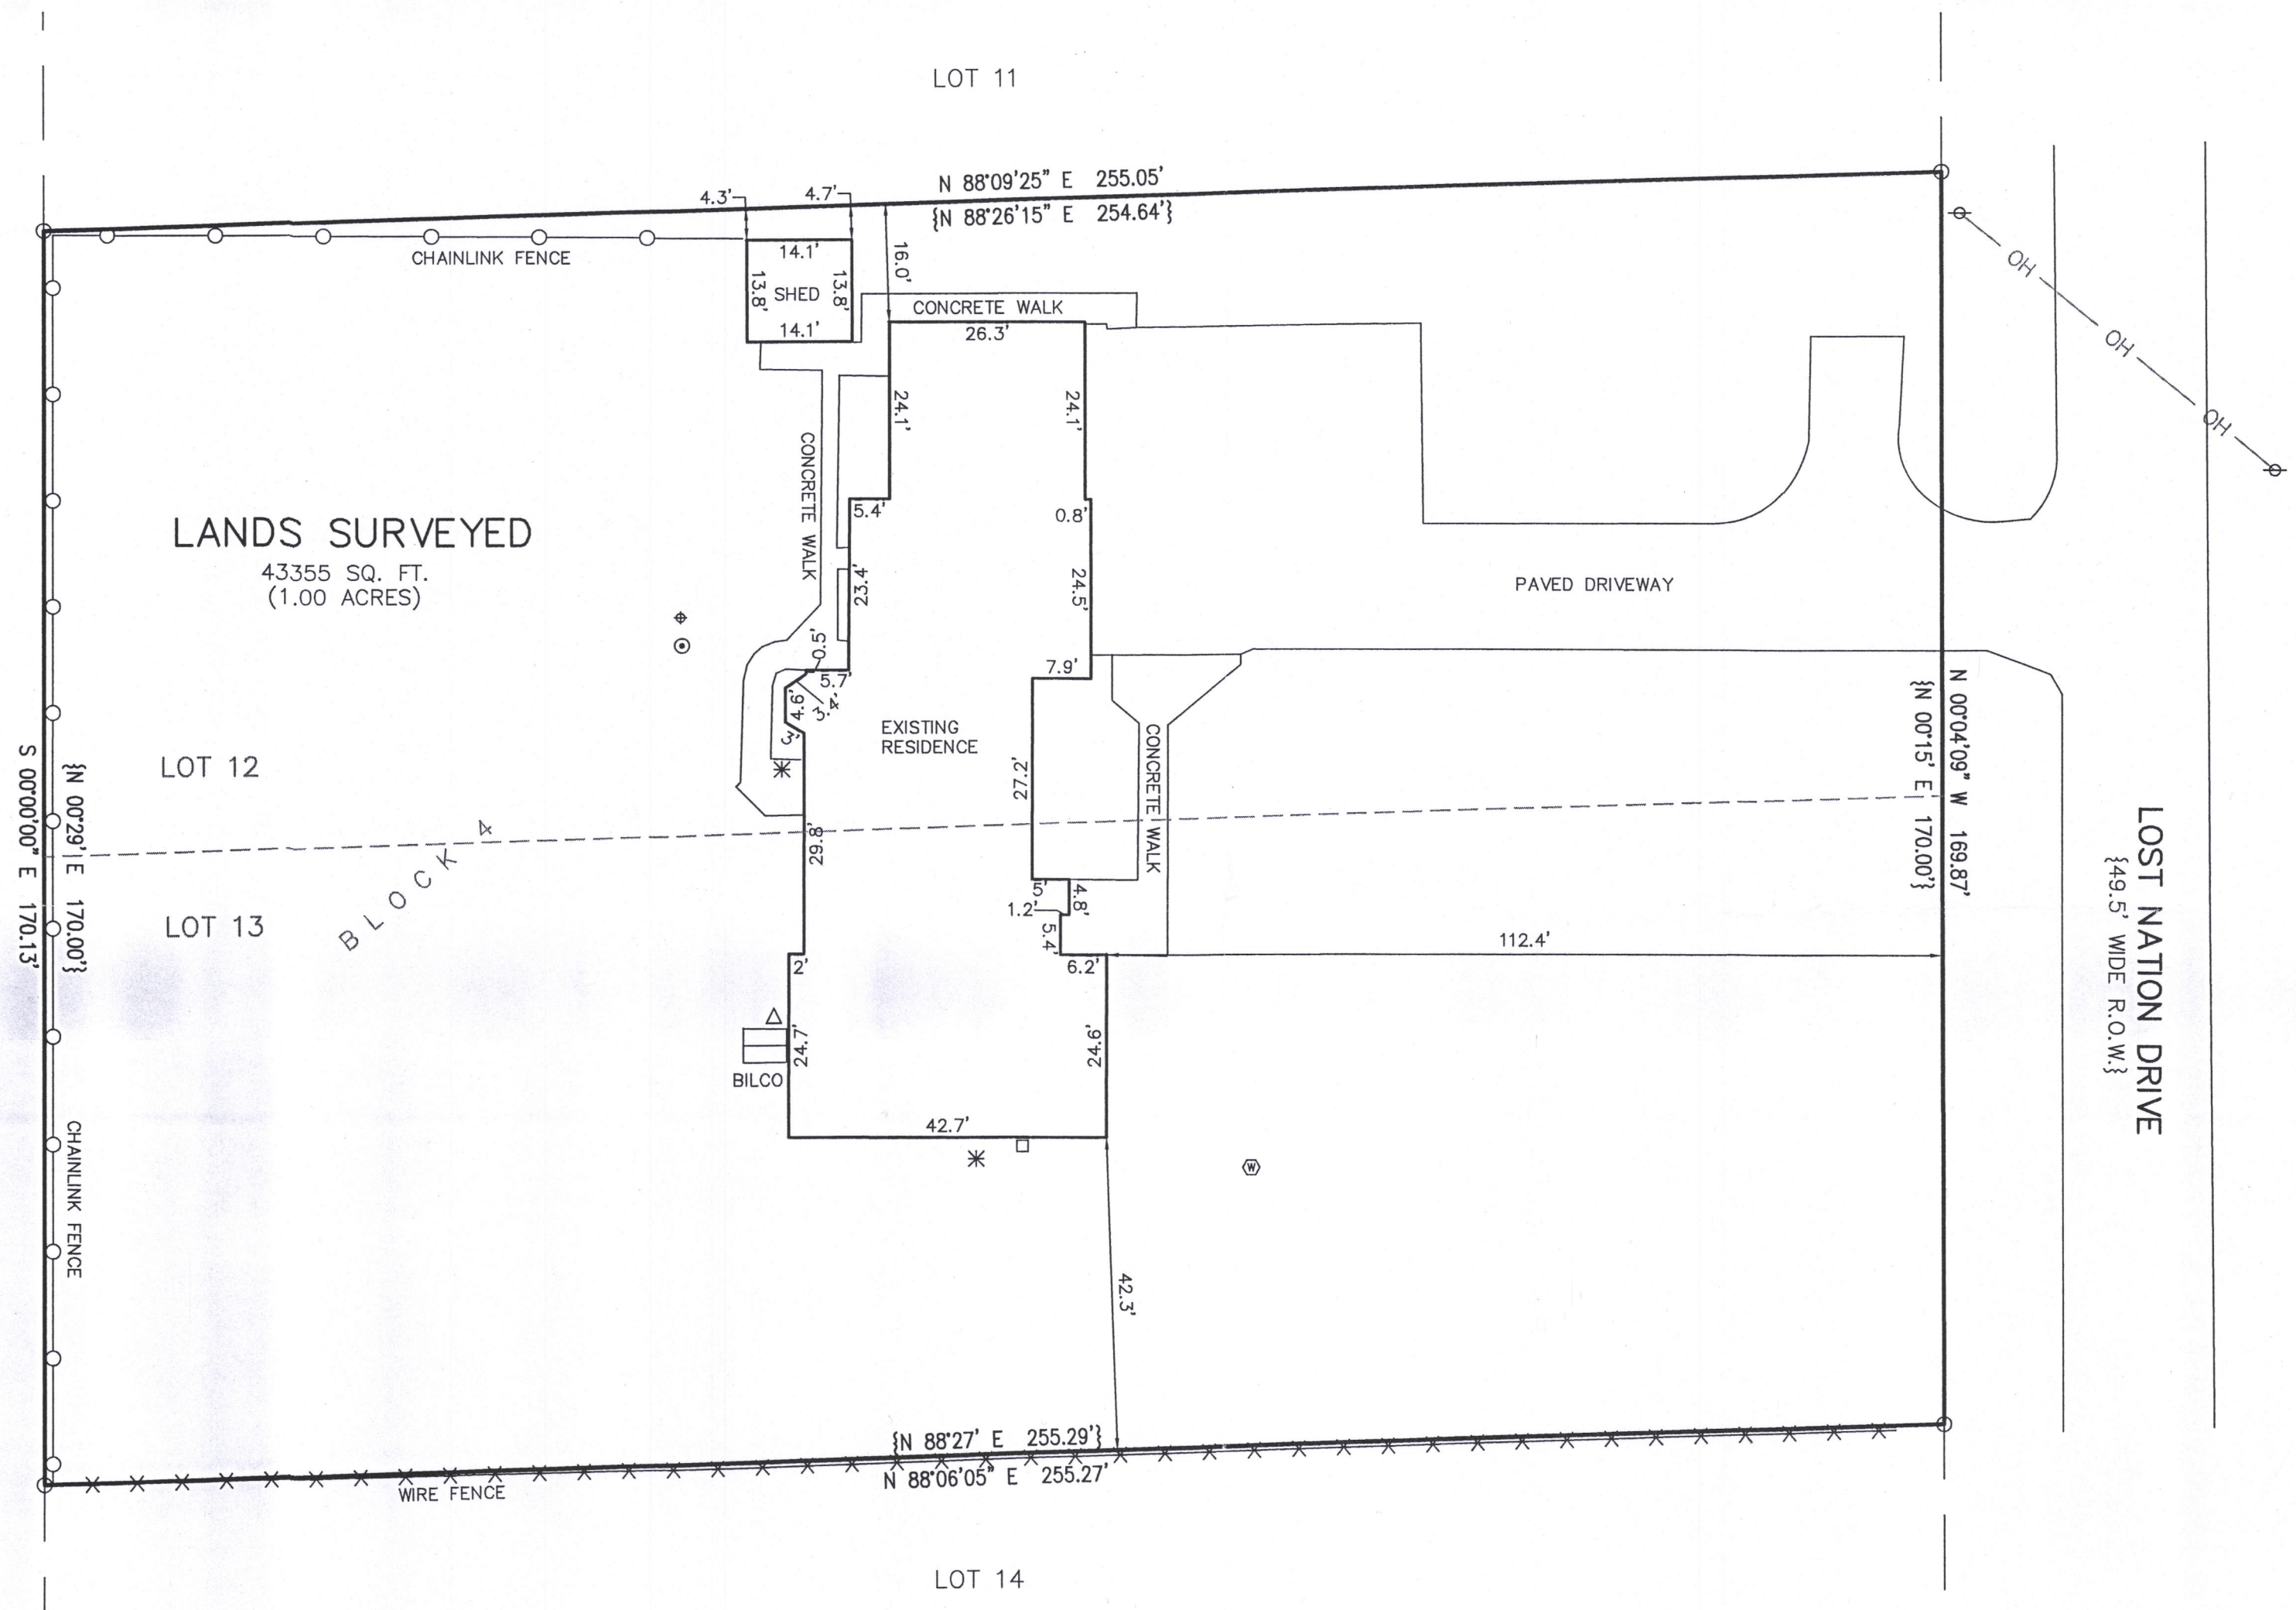 LOT 11
N 88°09'25" E 255.05'
{N 88°26'15" E 254.64'}
4.3'
4.7'
CHAINLINK FENCE
14.1'
13.8'
SHED
13.8'
14.1'
16.0'
CONCRETE WALK
26.3'
24.1'
24.1'
OH
OH
OH
CONCRETE WALK
5.4'
0.8'
LANDS SURVEYED
43355 SQ. FT.
(1.00 ACRES)
23.4'
24.5'
PAVED DRIVEWAY
0.5'
5.7'
3.4'
4.6'
3'
7.9'
EXISTING
RESIDENCE
27.2'
CONCRETE WALK
N 00°04'09" W 169.87'
{N 00°15' E 170.00'}
LOST NATION DRIVE
{49.5' WIDE R.O.W.}
LOT 12
S 00°00'00" E 170.13'
{N 00°29' E 170.00'}
BLOCK 4
LOT 13
29.8'
5'
4.8'
1.2'
5.4'
6.2'
112.4'
2'
24.7'
24.6'
BILCO
42.7'
W
CHAINLINK FENCE
42.3'
{N 88°27' E 255.29'}
N 88°06'05" E 255.27'
WIRE FENCE
LOT 14